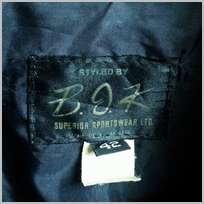 STYLED BY
B.J.K
SUPERIOR SPORTSWEAR LTD.
42